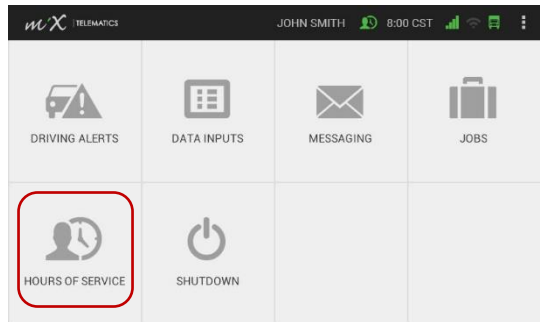 miX TELEMATICS JOHN SMITH 8:00 CST
DRIVING ALERTS DATA INPUTS MESSAGING JOBS
HOURS OF SERVICE SHUTDOWN